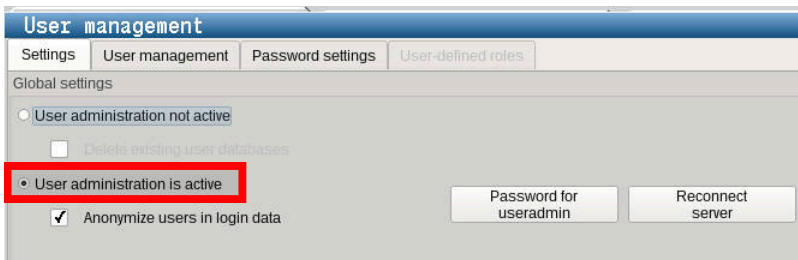 User management
Settings User management Password settings User-defined roles
Global settings
User administration not active
Delete existing user databases
User administration is active
Password for useradmin
Reconnect server
Anonymize users in login data